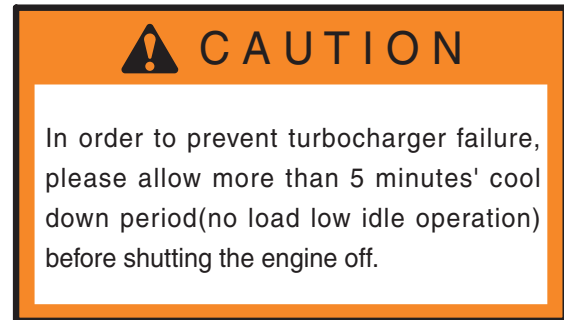 CAUTION
In order to prevent turbocharger failure,
please allow more than 5 minutes' cool
down period(no load low idle operation)
before shutting the engine off.